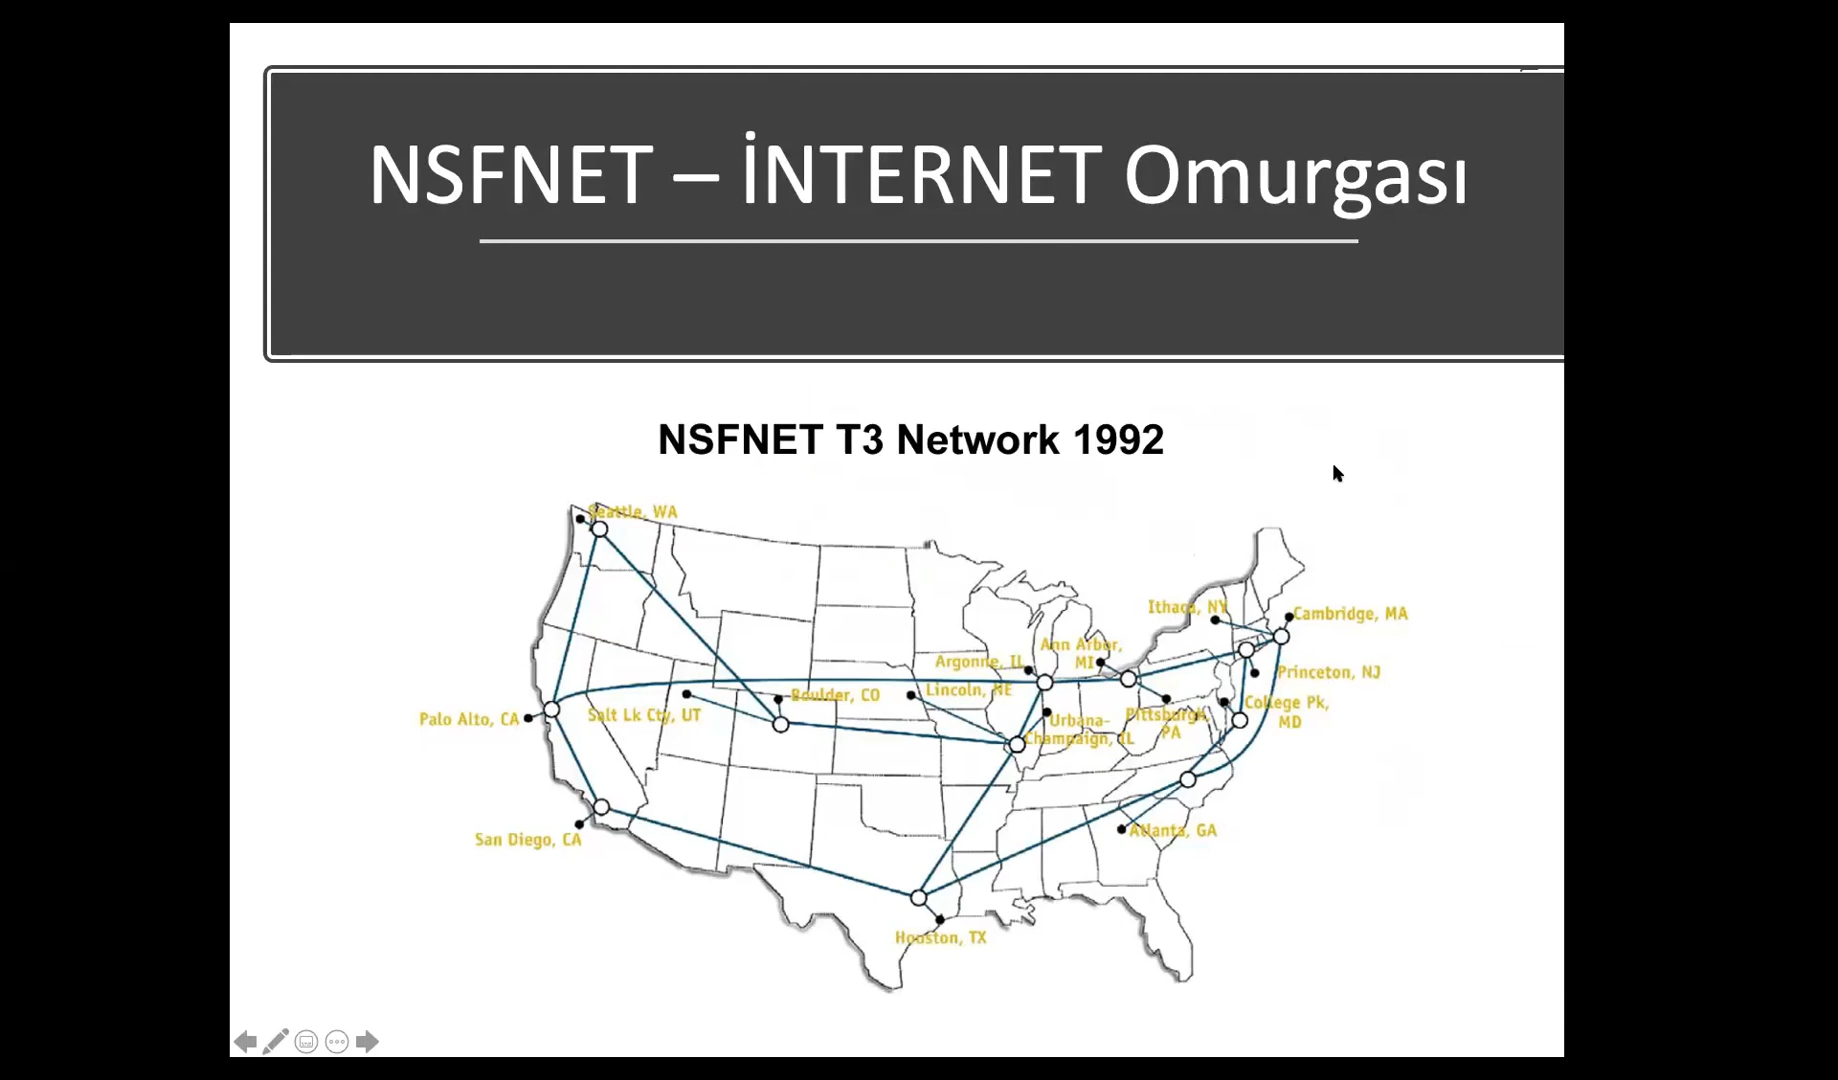 NSFNET – İNTERNET Omurgası
NSFNET T3 Network 1992
Seattle, WA
Ithaca, NY
Cambridge, MA
Ann Arbor,
MI
Argonne, IL
Princeton, NJ
Lincoln, NE
Boulder, CO
College Pk,
MD
Salt Lk Cty, UT
Palo Alto, CA
Pittsburgh,
PA
Urbana-
Champaign, IL
Atlanta, GA
San Diego, CA
Houston, TX